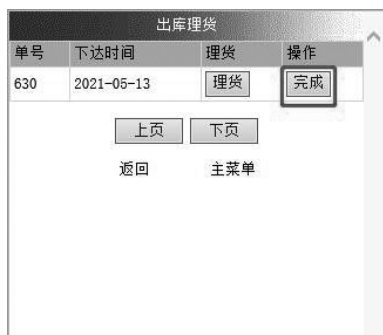 出库理货
单号 下达时间 理货 操作
630 2021-05-13 理货 完成
上页 下页
返回 主菜单